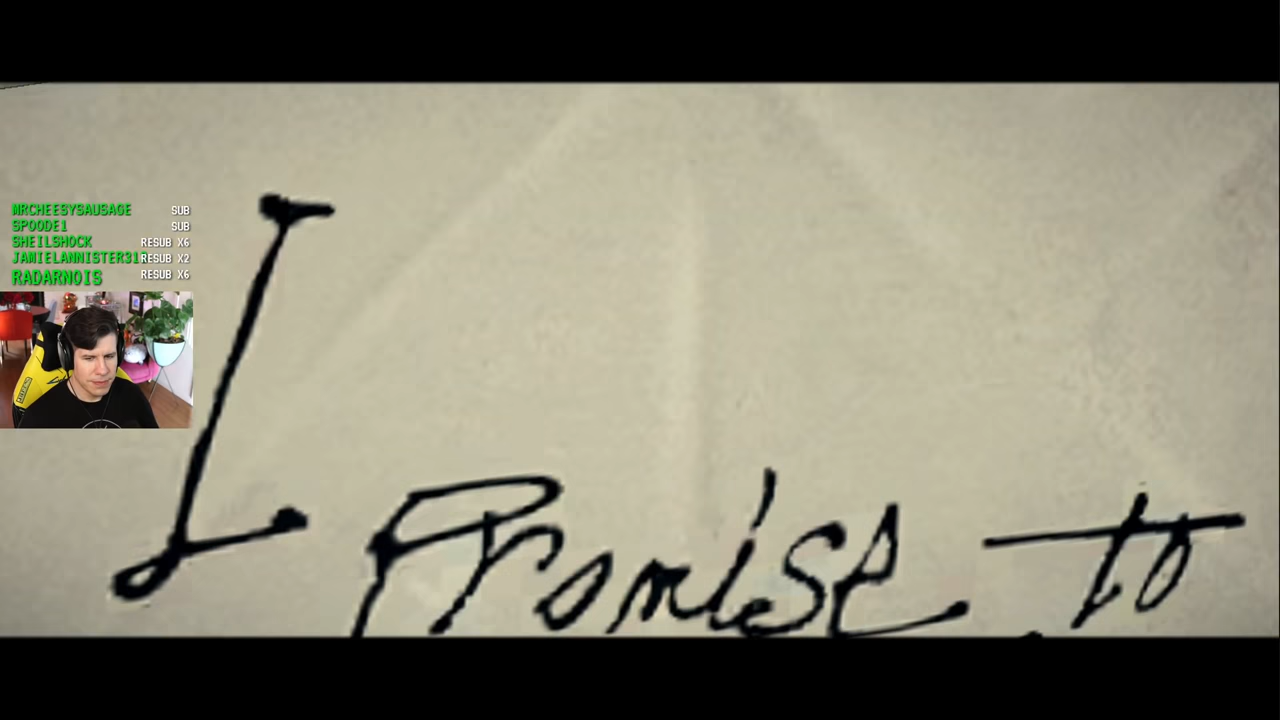 MRCHEESYSAUSAGE SUB
SPOODE1 SUB
SHEILSHOCK RESUB X6
JAMIELANNISTER31 RESUB X2
RADARNOIS RESUB X6
I Promise to